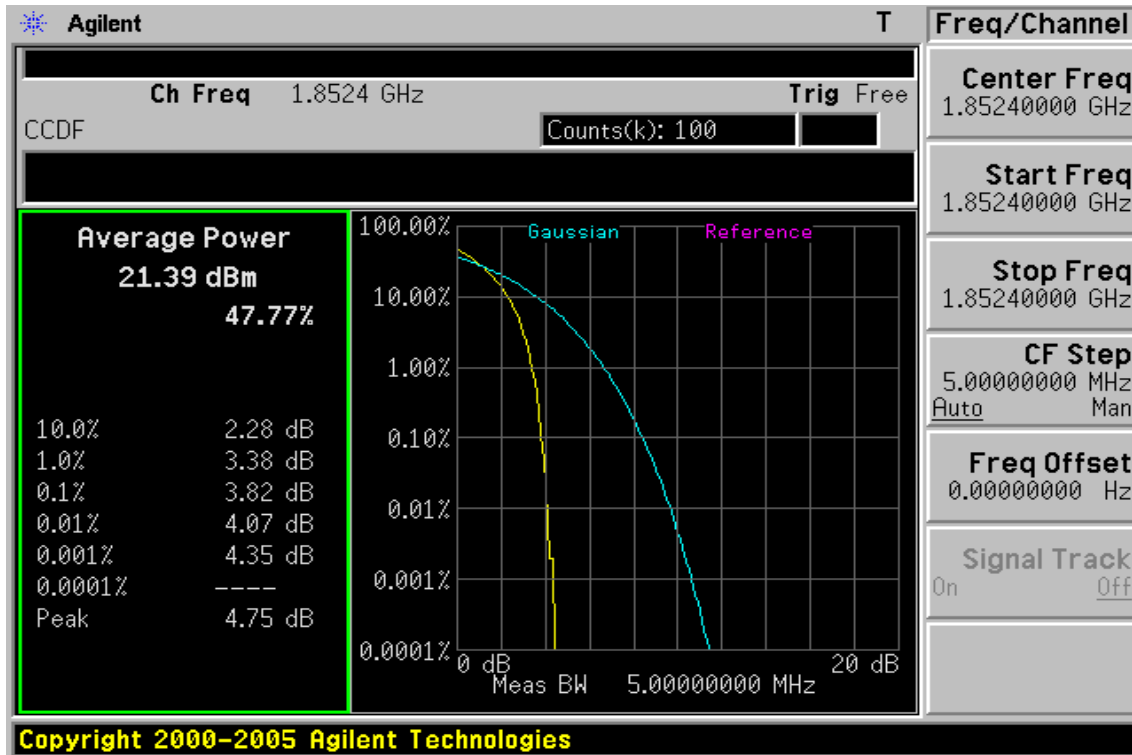 Agilent T
Ch Freq 1.8524 GHz Trig Free
CCDF Counts(k): 100
Average Power
21.39 dBm
47.77%
10.0% 2.28 dB
1.0% 3.38 dB
0.1% 3.82 dB
0.01% 4.07 dB
0.001% 4.35 dB
0.0001% ----
Peak 4.75 dB
Gaussian Reference
100.00%
10.00%
1.00%
0.10%
0.01%
0.001%
0.0001%
0 dB 20 dB
Meas BW 5.00000000 MHz
Freq/Channel
Center Freq
1.85240000 GHz
Start Freq
1.85240000 GHz
Stop Freq
1.85240000 GHz
CF Step
5.00000000 MHz
Auto Man
Freq Offset
0.00000000 Hz
Signal Track
On Off
Copyright 2000-2005 Agilent Technologies